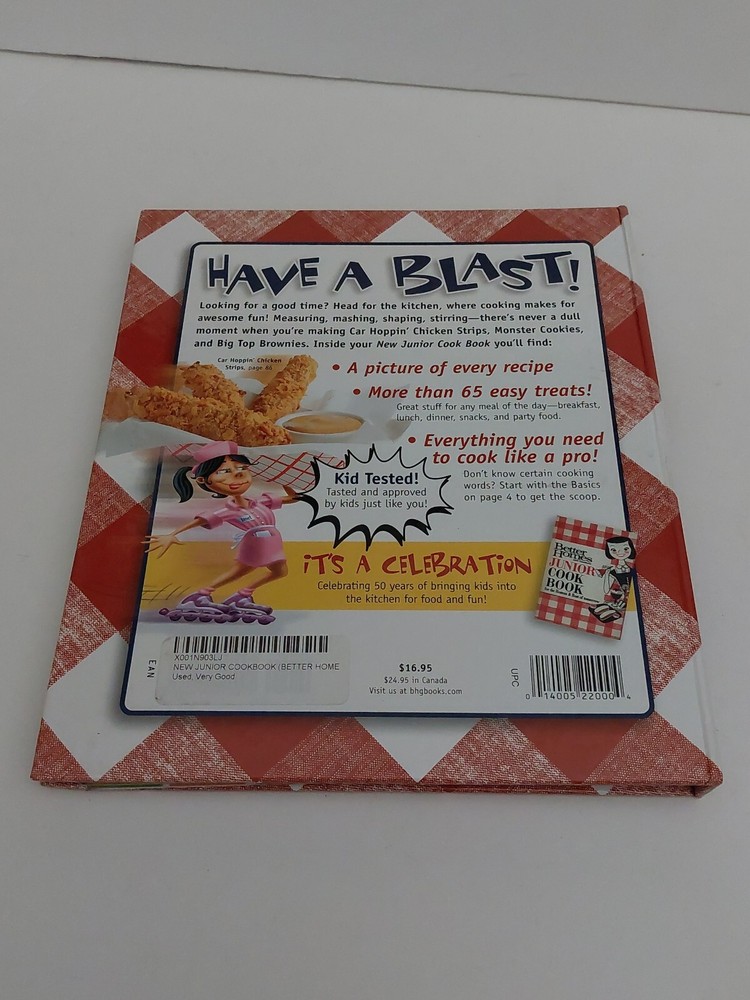 HAVE A BLAST!
Looking for a good time? Head for the kitchen, where cooking makes for
awesome fun! Measuring, mashing, shaping, stirring—there's never a dull
moment when you're making Car Hoppin' Chicken Strips, Monster Cookies,
and Big Top Brownies. Inside your New Junior Cook Book you'll find:
Car Hoppin' Chicken
Strips, page 66
• A picture of every recipe
• More than 65 easy treats!
Great stuff for any meal of the day—breakfast,
lunch, dinner, snacks, and party food.
• Everything you need
to cook like a pro!
Don't know certain cooking
words? Start with the Basics
on page 4 to get the scoop.
Kid Tested!
Tasted and approved
by kids just like you!
iT'S A CELEBRATiON
Celebrating 50 years of bringing kids into
the kitchen for food and fun!
Better
Homes
JUNIOR
COOK
BOOK
EAN
X001N903LJ
NEW JUNIOR COOKBOOK (BETTER HOME
Used, Very Good
$16.95
$24.95 in Canada
Visit us at bhgbooks.com
UPC
0 14005 22000 4